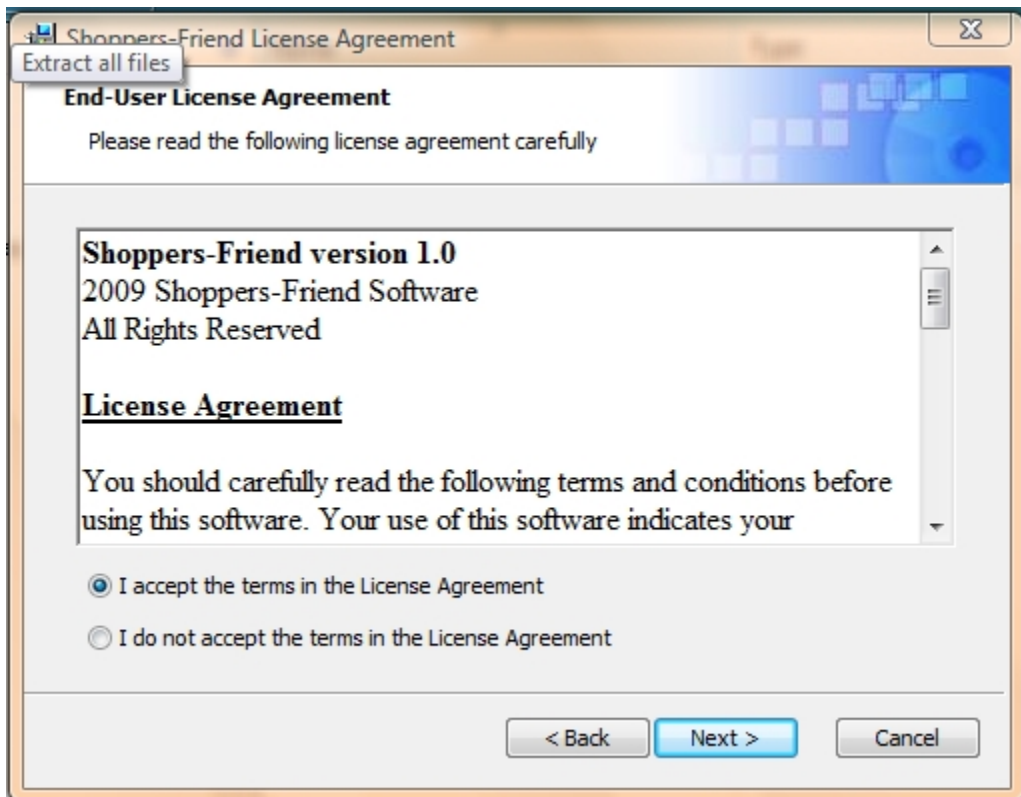 Shoppers-Friend License Agreement
Extract all files
End-User License Agreement
Please read the following license agreement carefully
Shoppers-Friend version 1.0
2009 Shoppers-Friend Software
All Rights Reserved
License Agreement
You should carefully read the following terms and conditions before
using this software. Your use of this software indicates your
I accept the terms in the License Agreement
I do not accept the terms in the License Agreement
< Back
Next >
Cancel